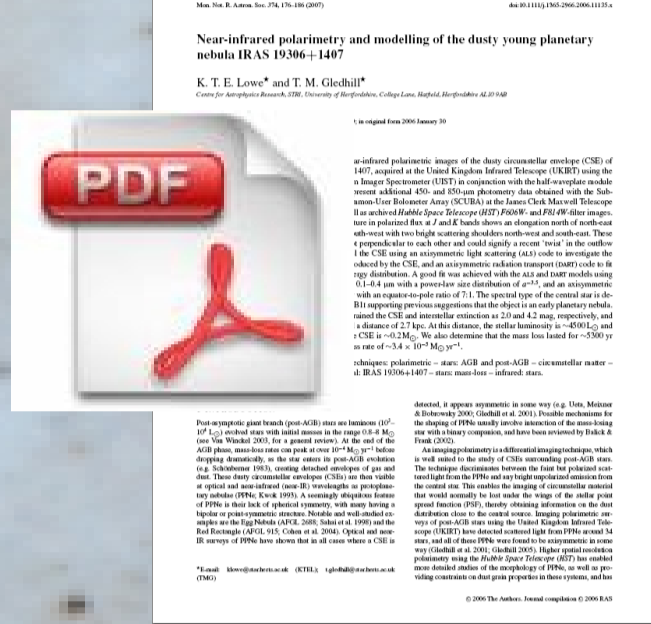 Mon. Not. R. Astron. Soc. 374, 176–186 (2007)
doi:10.1111/j.1365-2966.2006.11135.x
Near-infrared polarimetry and modelling of the dusty young planetary
nebula IRAS 19306+1407
K. T. E. Lowe* and T. M. Gledhill*
Centre for Astrophysics Research, STRI, University of Hertfordshire, College Lane, Hatfield, Hertfordshire AL10 9AB
PDF
in original form 2006 January 30
ar-infrared polarimetric images of the dusty circumstellar envelope (CSE) of
1407, acquired at the United Kingdom Infrared Telescope (UKIRT) using the
n Imager Spectrometer (UIST) in conjunction with the half-waveplate module
resent additional 450- and 850-μm photometry data obtained with the Sub-
mmon-User Bolometer Array (SCUBA) at the James Clerk Maxwell Telescope
ll as archived Hubble Space Telescope (HST) F606W- and F814W-filter images.
ture in polarized flux at J and K bands shows an elongation north of north-east
uth-west with two bright scattering shoulders north-west and south-east. These
e perpendicular to each other and could signify a recent 'twist' in the outflow
l the CSE using an axisymmetric light scattering (ALS) code to investigate the
oduced by the CSE, and an axisymmetric radiation transport (DART) code to fit
rgy distribution. A good fit was achieved with the ALS and DART models using
0.1–0.4 μm with a power-law size distribution of a⁻³·⁵, and an axisymmetric
with an equator-to-pole ratio of 7:1. The spectral type of the central star is de-
B1I supporting previous suggestions that the object is an early planetary nebula.
mined the CSE and interstellar extinction as 2.0 and 4.2 mag, respectively, and
a distance of 2.7 kpc. At this distance, the stellar luminosity is ~4500 L⊙ and
e CSE is ~0.2 M⊙. We also determine that the mass loss lasted for ~5300 yr
ss rate of ~3.4 × 10⁻⁵ M⊙ yr⁻¹.
echniques: polarimetric – stars: AGB and post-AGB – circumstellar matter –
al: IRAS 19306+1407 – stars: mass-loss – infrared: stars.
Post-asymptotic giant branch (post-AGB) stars are luminous (10³–
10⁴ L⊙) evolved stars with initial masses in the range 0.8–8 M⊙
(see Van Winckel 2003, for a general review). At the end of the
AGB phase, mass-loss rates can peak at over 10⁻⁴ M⊙ yr⁻¹ before
dropping dramatically, as the star enters its post-AGB evolution
(e.g. Schönberner 1983), creating detached envelopes of gas and
dust. These dusty circumstellar envelopes (CSEs) are then visible
at optical and near-infrared (near-IR) wavelengths as protoplane-
tary nebulae (PPNe; Kwok 1993). A seemingly ubiquitous feature
of PPNe is their lack of spherical symmetry, with many having a
bipolar or point-symmetric structure. Notable and well-studied ex-
amples are the Egg Nebula (AFGL 2688; Sahai et al. 1998) and the
Red Rectangle (AFGL 915; Cohen et al. 2004). Optical and near-
IR surveys of PPNe have shown that in all cases where a CSE is
*E-mail: klowe@star.herts.ac.uk (KTEL); t.gledhill@star.herts.ac.uk
(TMG)
detected, it appears asymmetric in some way (e.g. Ueta, Meixner
& Bobrowsky 2000; Gledhill et al. 2001). Possible mechanisms for
the shaping of PPNe usually involve interaction of the mass-losing
star with a binary companion, and have been reviewed by Balick &
Frank (2002).
An imaging polarimetry is a differential imaging technique, which
is well suited to the study of CSEs surrounding post-AGB stars.
The technique discriminates between the faint but polarized scat-
tered light from the PPNe and any bright unpolarized emission from
the central star. This enables the imaging of circumstellar material
that would normally be lost under the wings of the stellar point
spread function (PSF), thereby obtaining information on the dust
distribution close to the central source. Imaging polarimetric sur-
veys of post-AGB stars using the United Kingdom Infrared Tele-
scope (UKIRT) have detected scattered light from PPNe around 34
stars, and all of these PPNe were found to be axisymmetric in some
way (Gledhill et al. 2001; Gledhill 2005). Higher spatial resolution
polarimetry using the Hubble Space Telescope (HST) has enabled
more detailed studies of the morphology of PPNe, as well as pro-
viding constraints on dust grain properties in these systems, and has
© 2006 The Authors. Journal compilation © 2006 RAS